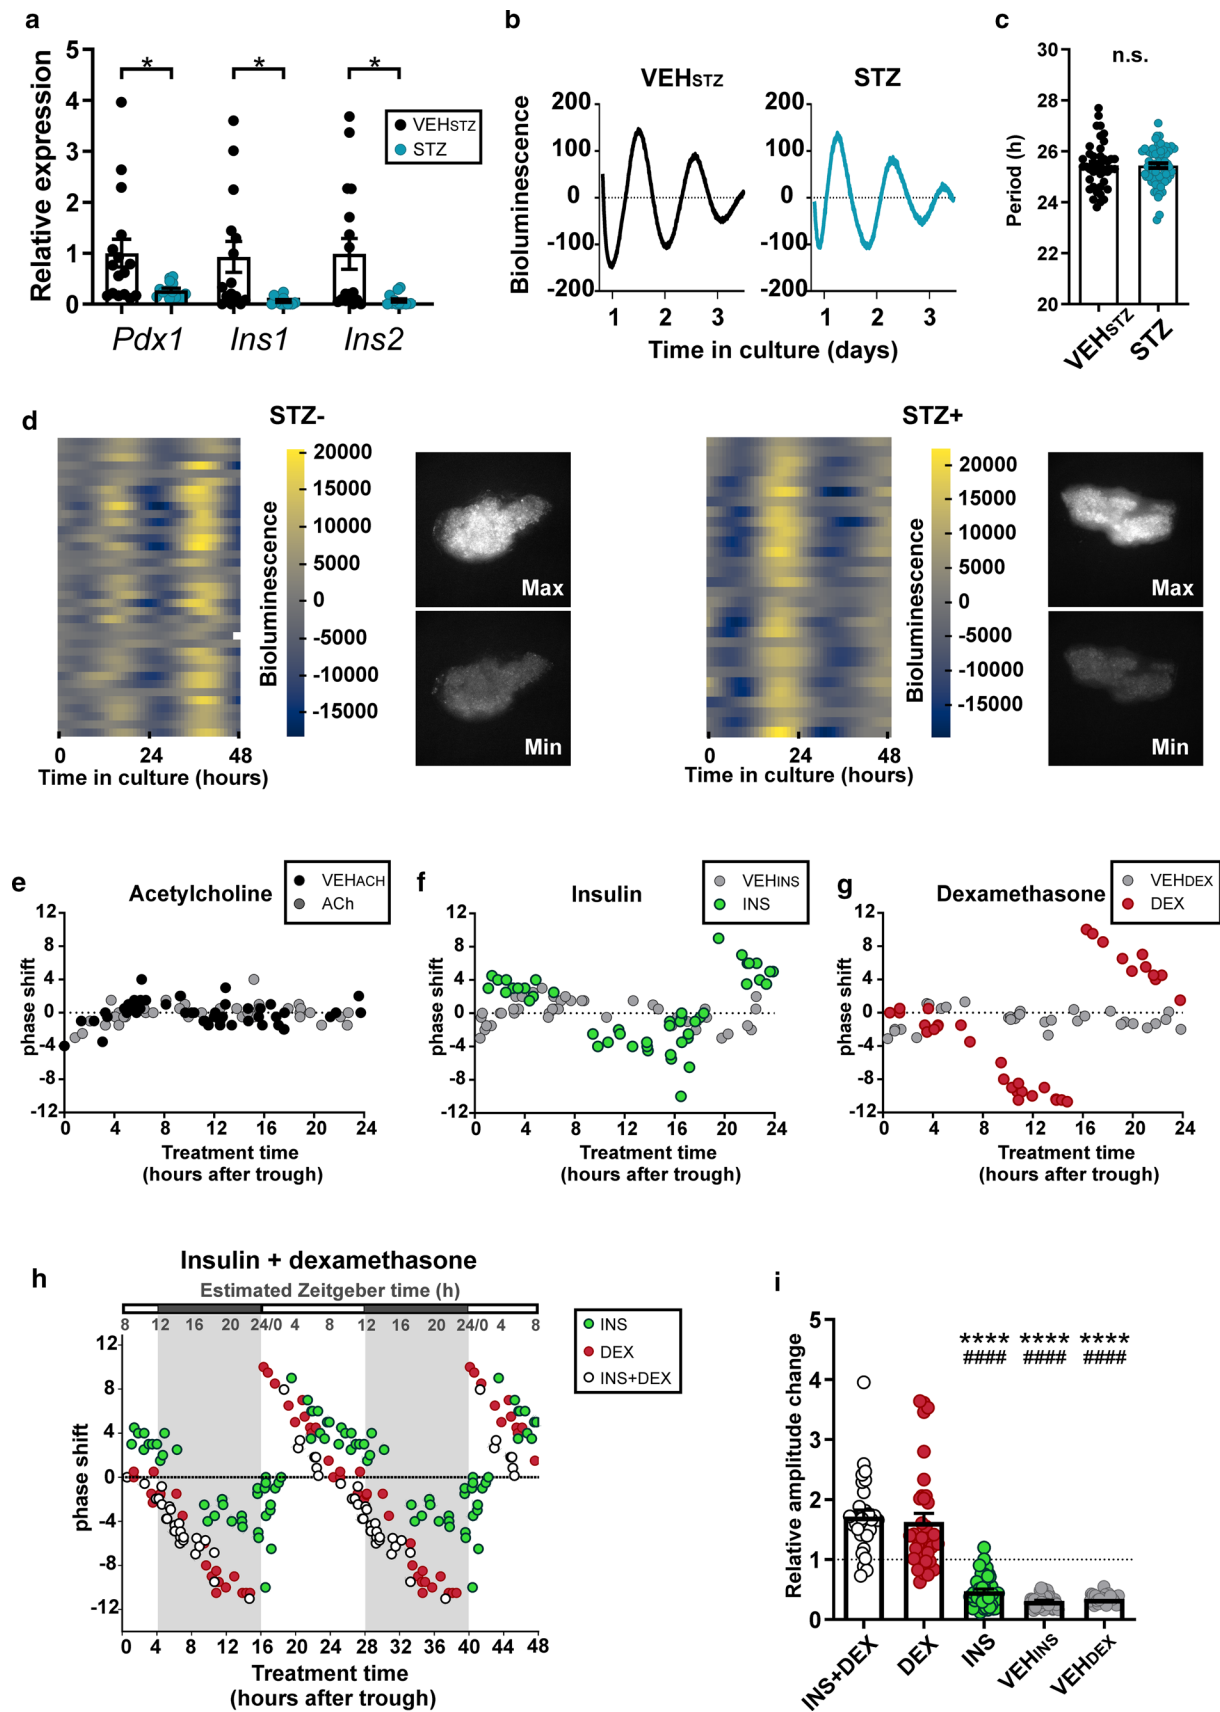 a
b
c
5
4
3
2
1
0
Relative expression
*
*
*
VEHSTZ
STZ
Pdx1
Ins1
Ins2
VEHSTZ
STZ
200
100
0
-100
-200
Bioluminescence
200
100
0
-100
-200
1
2
3
1
2
3
Time in culture (days)
n.s.
30
28
26
24
22
20
Period (h)
VEHSTZ
STZ
d
STZ-
STZ+
0
24
48
Time in culture (hours)
Bioluminescence
20000
15000
10000
5000
0
-5000
-10000
-15000
Max
Min
0
24
48
Time in culture (hours)
Bioluminescence
20000
15000
10000
5000
0
-5000
-10000
-15000
Max
Min
e
Acetylcholine
VEHACH
ACh
12
8
4
0
-4
-8
-12
phase shift
0
4
8
12
16
20
24
Treatment time
(hours after trough)
f
Insulin
VEHINS
INS
12
8
4
0
-4
-8
-12
phase shift
0
4
8
12
16
20
24
Treatment time
(hours after trough)
g
Dexamethasone
VEHDEX
DEX
12
8
4
0
-4
-8
-12
phase shift
0
4
8
12
16
20
24
Treatment time
(hours after trough)
h
Insulin + dexamethasone
Estimated Zeitgeber time (h)
8
12
16
20
24/0
4
8
12
16
20
24/0
4
8
INS
DEX
INS+DEX
12
8
4
0
-4
-8
-12
phase shift
0
4
8
12
16
20
24
28
32
36
40
44
48
Treatment time
(hours after trough)
i
5
4
3
2
1
0
Relative amplitude change
**** **** ****
#### #### ####
INS+DEX
DEX
INS
VEHINS
VEHDEX